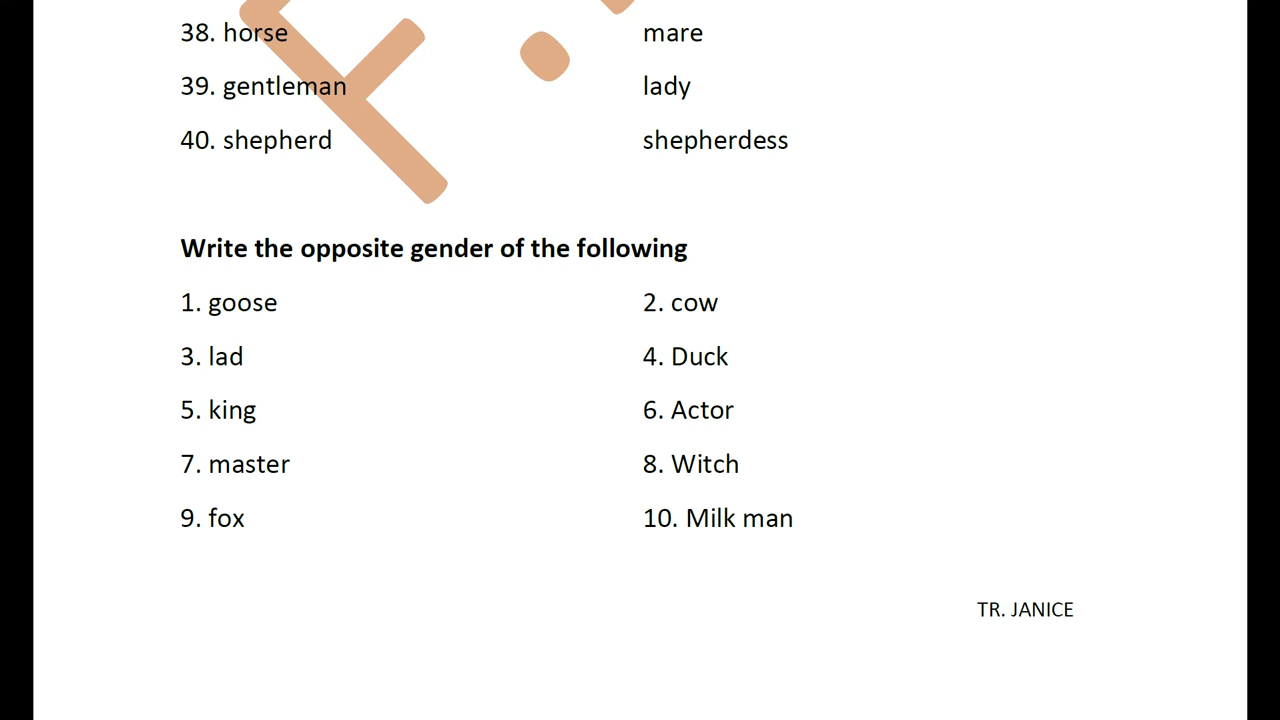 38. horse mare
39. gentleman lady
40. shepherd shepherdess
Write the opposite gender of the following
1. goose 2. cow
3. lad 4. Duck
5. king 6. Actor
7. master 8. Witch
9. fox 10. Milk man
TR. JANICE